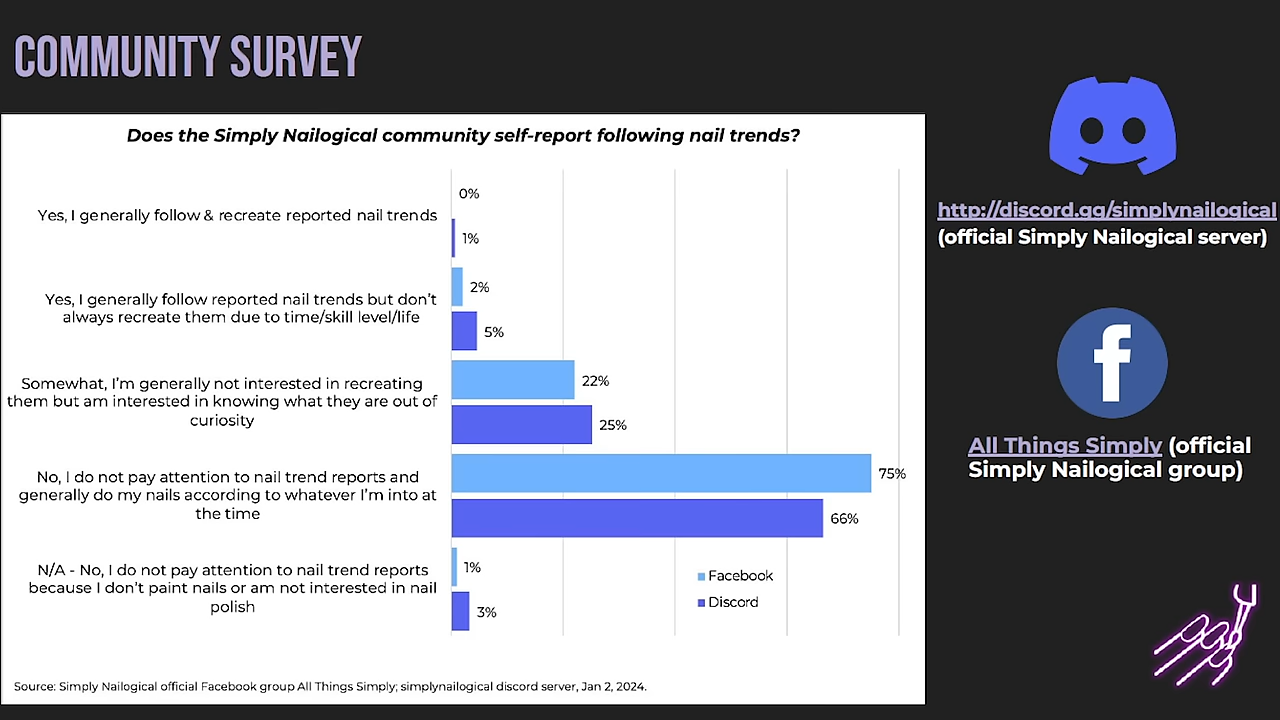 COMMUNITY SURVEY
Does the Simply Nailogical community self-report following nail trends?
Yes, I generally follow & recreate reported nail trends
0%
1%
Yes, I generally follow reported nail trends but don't
always recreate them due to time/skill level/life
2%
5%
Somewhat, I'm generally not interested in recreating
them but am interested in knowing what they are out of
curiosity
22%
25%
No, I do not pay attention to nail trend reports and
generally do my nails according to whatever I'm into at
the time
75%
66%
N/A - No, I do not pay attention to nail trend reports
because I don't paint nails or am not interested in nail
polish
1%
3%
Facebook
Discord
Source: Simply Nailogical official Facebook group All Things Simply; simplynailogical discord server, Jan 2, 2024.
http://discord.gg/simplynailogical
(official Simply Nailogical server)
f
All Things Simply (official
Simply Nailogical group)